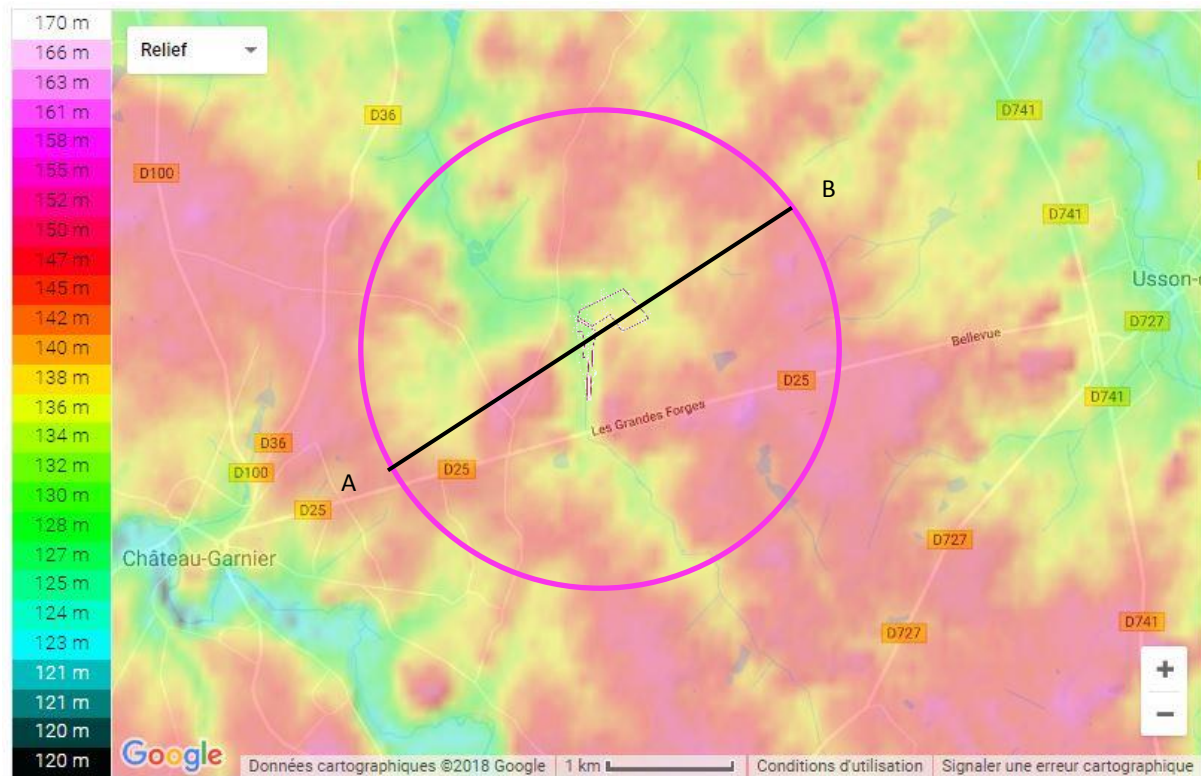 170 m
166 m
163 m
161 m
158 m
155 m
152 m
150 m
147 m
145 m
142 m
140 m
138 m
136 m
134 m
132 m
130 m
128 m
127 m
125 m
124 m
123 m
121 m
121 m
120 m
120 m
Relief
D36
D741
D100
B
D741
Usson-
D727
Bellevue
D25
D741
Les Grandes Forges
D36
D25
D100
A
D25
Château-Garnier
D727
D741
D727
+
−
Google
Données cartographiques ©2018 Google
1 km
Conditions d'utilisation
Signaler une erreur cartographique